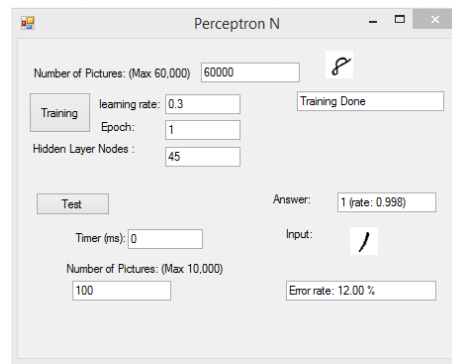 Perceptron N
Number of Pictures: (Max 60,000) 60000
8
Training
learning rate: 0.3
Training Done
Epoch: 1
Hidden Layer Nodes : 45
Test
Answer: 1 (rate: 0.998)
Timer (ms): 0
Input: 1
Number of Pictures: (Max 10,000)
100
Error rate: 12.00 %